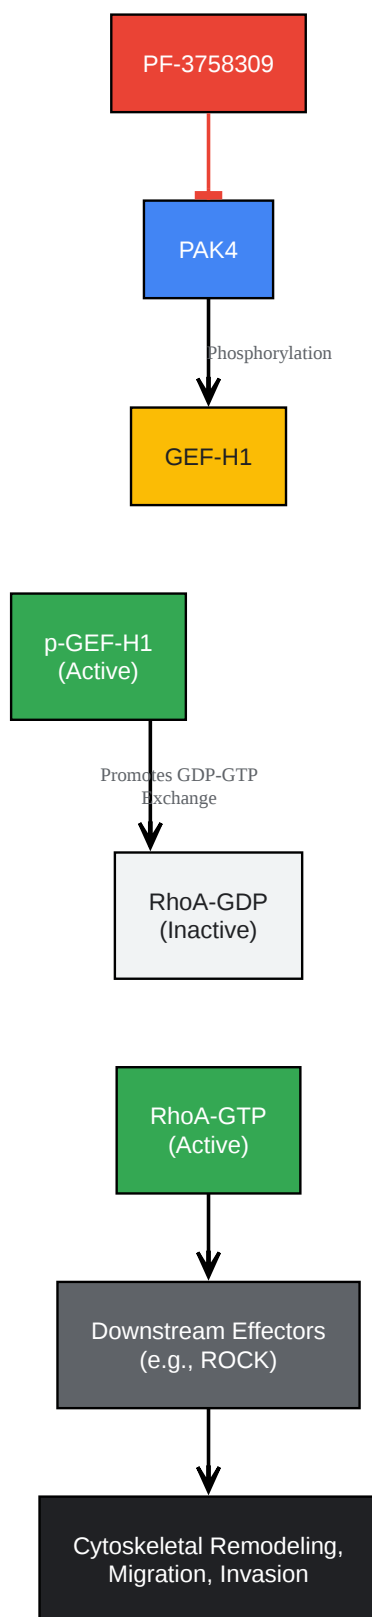 PF-3758309
PAK4
Phosphorylation
GEF-H1
p-GEF-H1
(Active)
Promotes GDP-GTP
Exchange
RhoA-GDP
(Inactive)
RhoA-GTP
(Active)
Downstream Effectors
(e.g., ROCK)
Cytoskeletal Remodeling,
Migration, Invasion